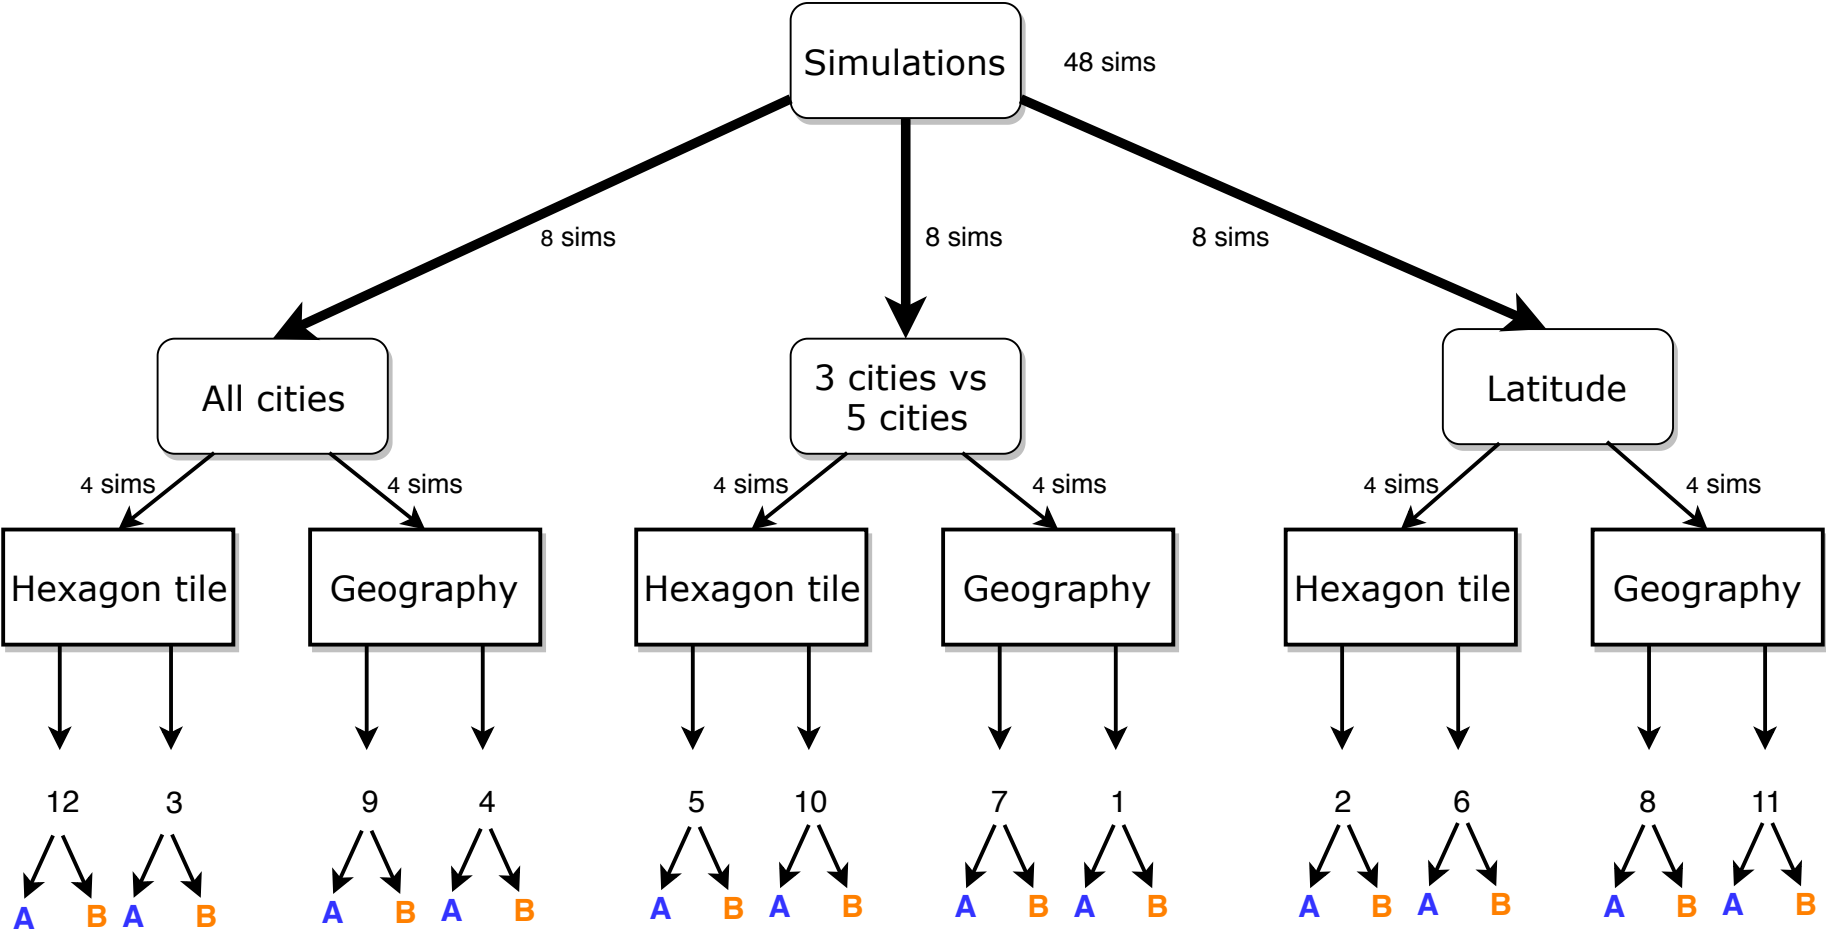 Simulations
48 sims
8 sims
8 sims
8 sims
All cities
3 cities vs
5 cities
Latitude
4 sims
4 sims
4 sims
4 sims
4 sims
4 sims
Hexagon tile
Geography
Hexagon tile
Geography
Hexagon tile
Geography
12
3
9
4
5
10
7
1
2
6
8
11
A
B
A
B
A
B
A
B
A
B
A
B
A
B
A
B
A
B
A
B
A
B
A
B